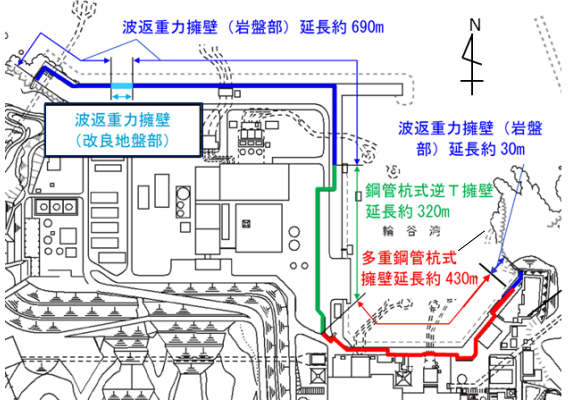 波返重力擁壁（岩盤部）延長約 690m
N
波返重力擁壁
（改良地盤部）
波返重力擁壁（岩盤
部）延長約 30m
鋼管杭式逆Ｔ擁壁
延長約 320m
輪谷湾
多重鋼管杭式
擁壁延長約 430m